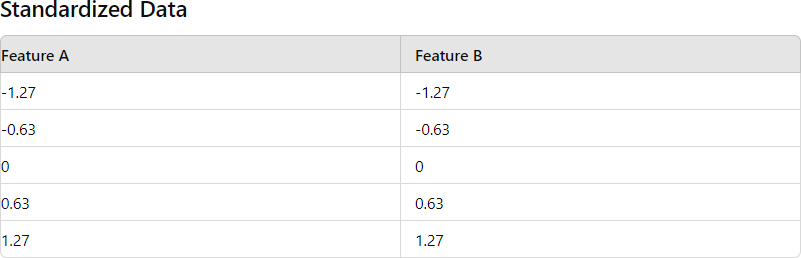 Standardized Data
Feature A Feature B
-1.27 -1.27
-0.63 -0.63
0 0
0.63 0.63
1.27 1.27